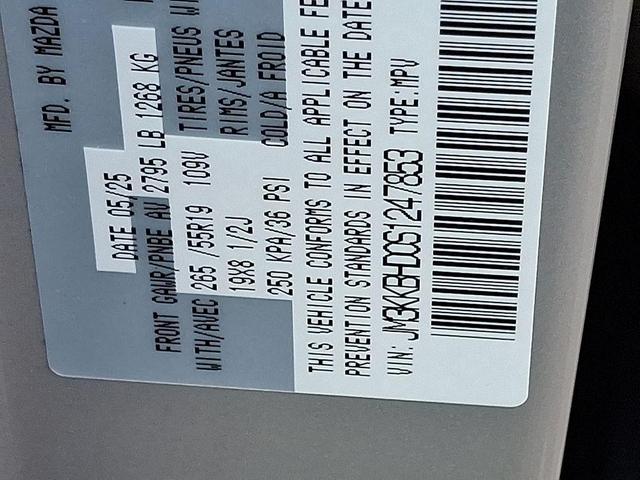 MFD. BY MAZDA
DATE 05/25
FRONT GAWR/PNBE AV 2795 LB 1268 KG
WITH/AVEC 265 /55R19 109V TIRES/PNEUS
19X8 1/2J RIMS/JANTES
250 KPA/36 PSI COLD/A FROID
THIS VEHICLE CONFORMS TO ALL APPLICABLE FE
PREVENTION STANDARDS IN EFFECT ON THE DATE
VIN: JM3KKBHD0S1247853 TYPE:MPV